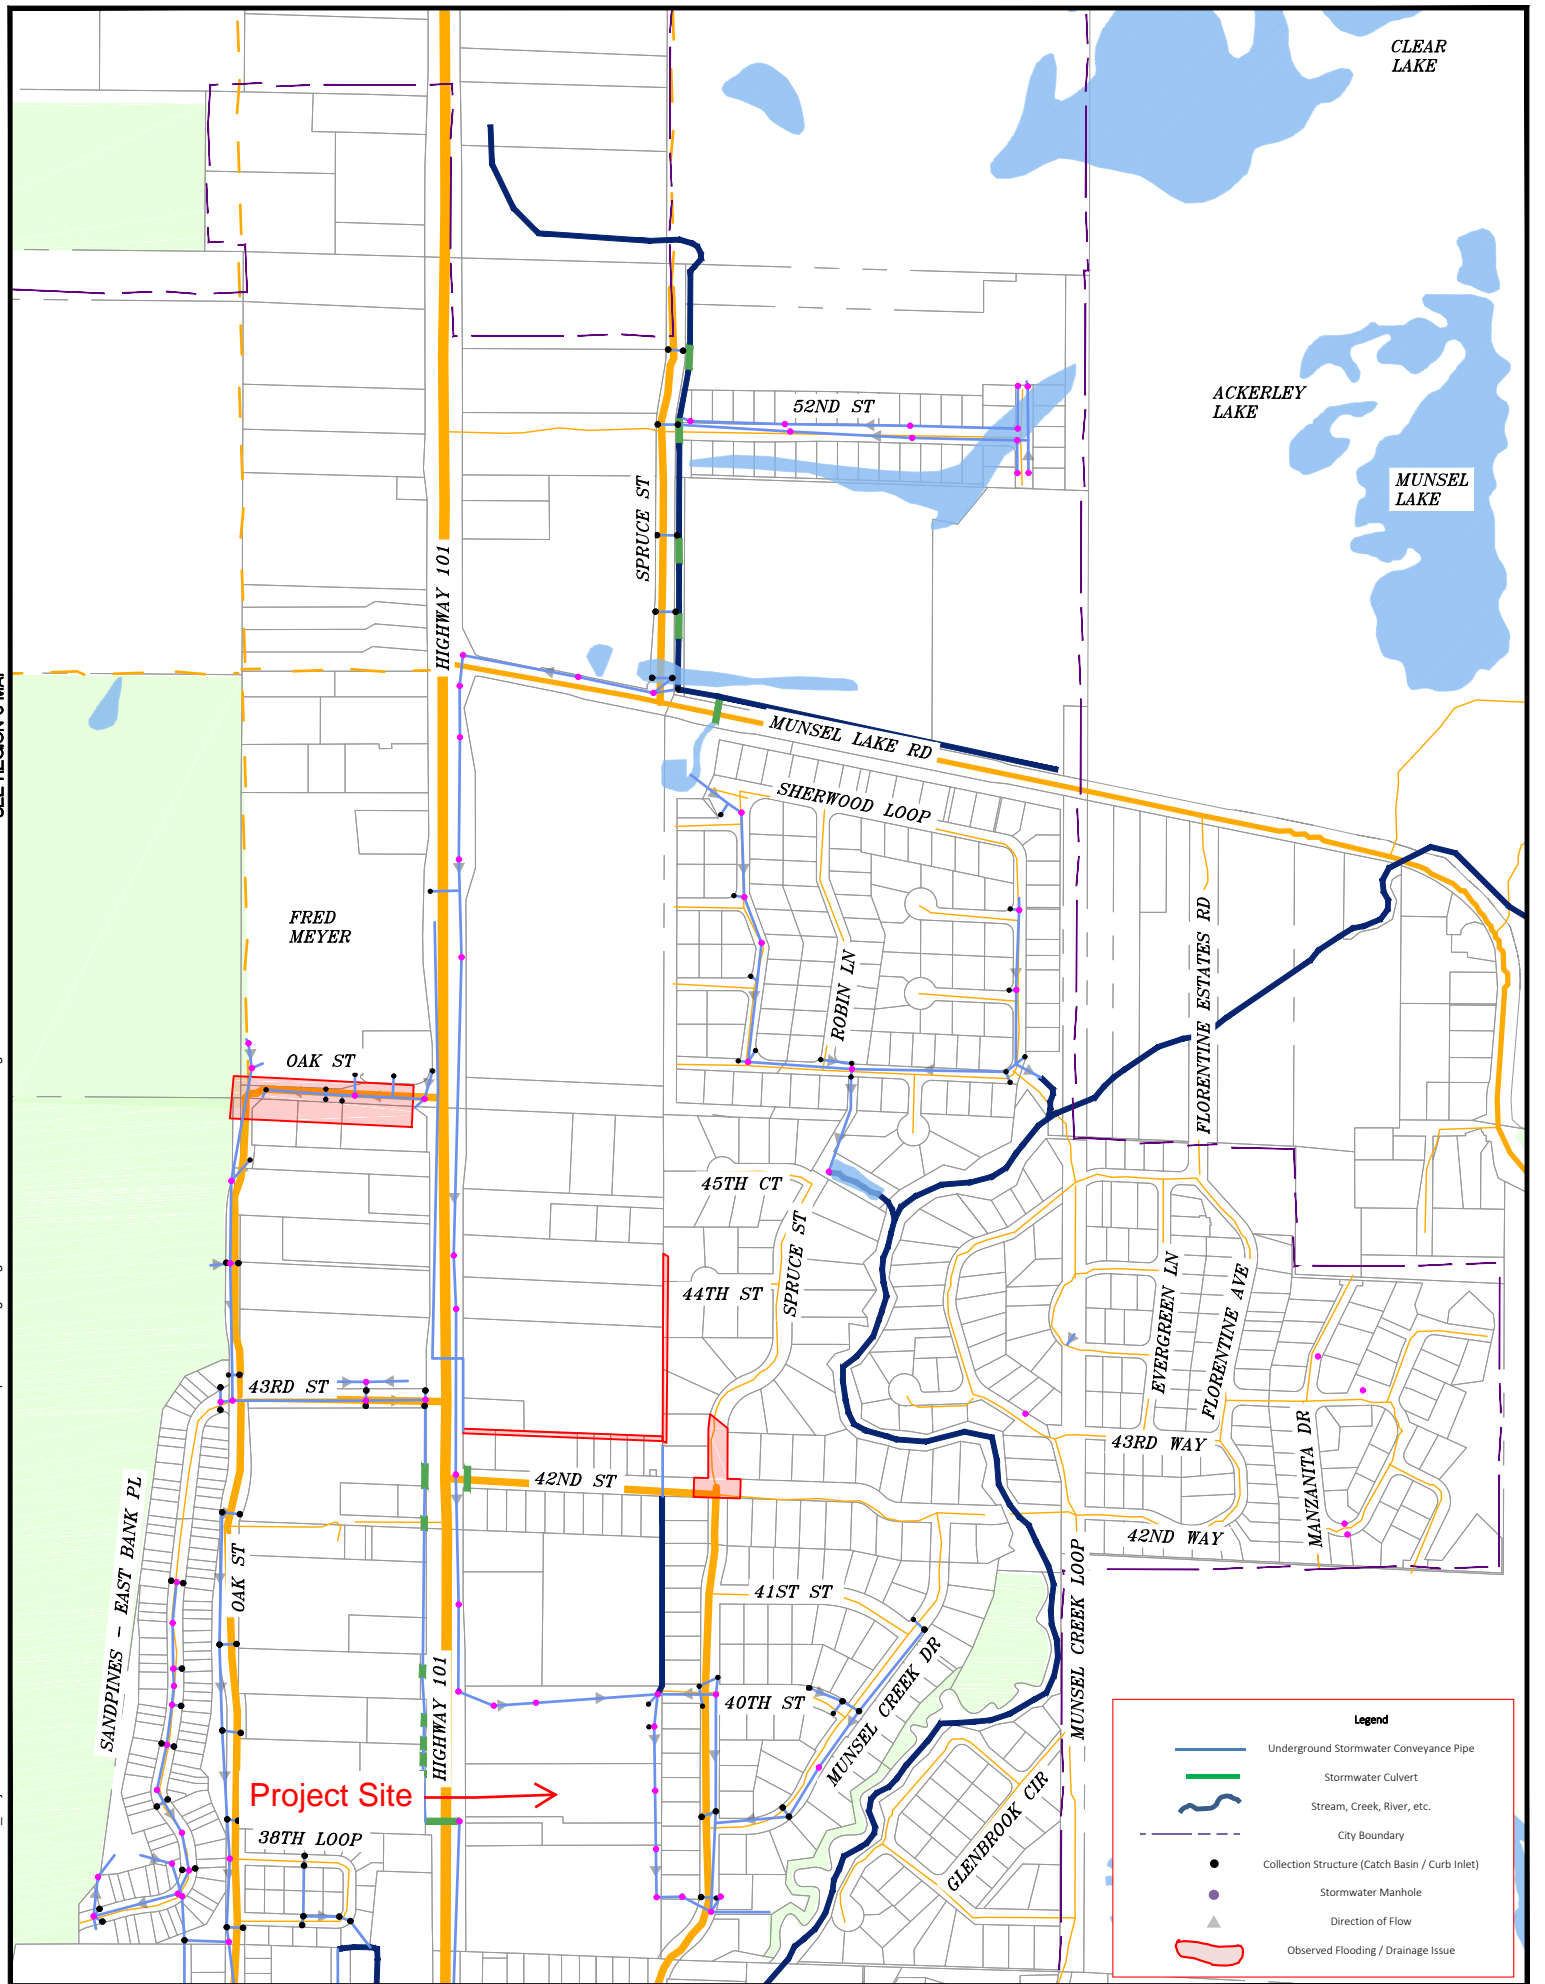 CLEAR
LAKE
52ND ST
ACKERLEY
LAKE
MUNSEL
LAKE
SPRUCE ST
HIGHWAY 101
MUNSEL LAKE RD
SHERWOOD LOOP
FRED
MEYER
ROBIN LN
FLORENTINE ESTATES RD
OAK ST
45TH CT
SPRUCE ST
44TH ST
EVERGREEN LN
FLORENTINE AVE
43RD ST
43RD WAY
MANZANITA DR
42ND ST
42ND WAY
SANDPINES - EAST BANK PL
OAK ST
41ST ST
MUNSEL CREEK LOOP
MUNSEL CREEK DR
40TH ST
HIGHWAY 101
Project Site
38TH LOOP
GLENBROOK CIR
Legend
Underground Stormwater Conveyance Pipe
Stormwater Culvert
Stream, Creek, River, etc.
City Boundary
Collection Structure (Catch Basin / Curb Inlet)
Stormwater Manhole
Direction of Flow
Observed Flooding / Drainage Issue